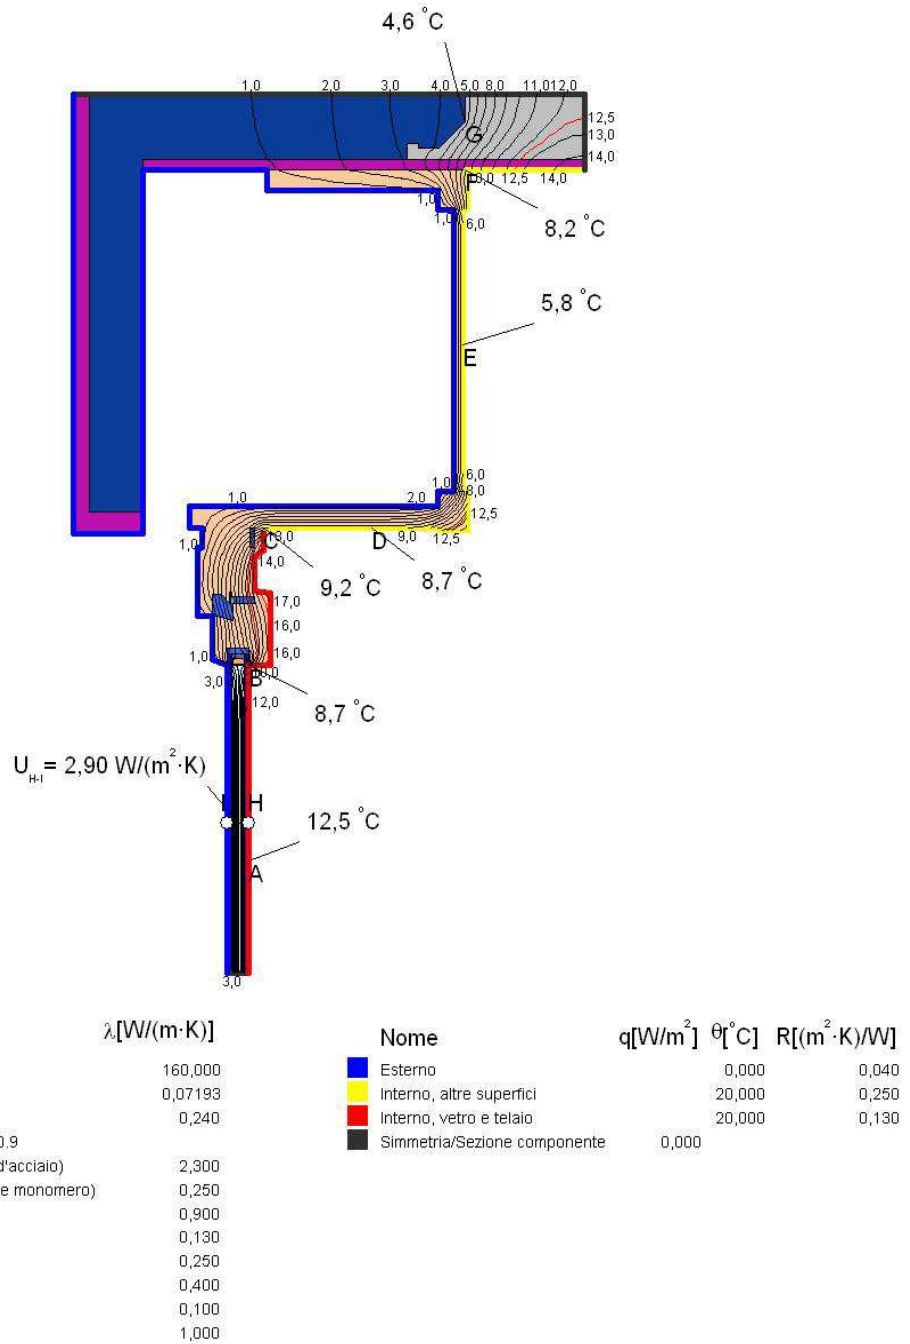 4,6 °C
1,0 2,0 3,0 4,0 5,0 8,0 11,0 12,0
12,5
G
13,0
14,0
F 12,5 14,0
1,0
1,0 6,0
8,2 °C
5,8 °C
E
6,0
1,0
8,0
1,0 2,0
12,5
1,0 C 13,0 D 9,0 12,5
14,0
9,2 °C 8,7 °C
17,0
16,0
1,0 16,0
3,0 B
12,0
8,7 °C
U H-I = 2,90 W/(m²·K)
I H
12,5 °C
A
3,0
λ[W/(m·K)]
160,000
0,07193
0,240
0.9
d'acciaio) 2,300
e monomero) 0,250
0,900
0,130
0,250
0,400
0,100
1,000
Nome q[W/m²] θ[°C] R[(m²·K)/W]
Esterno 0,000 0,040
Interno, altre superfici 20,000 0,250
Interno, vetro e telaio 20,000 0,130
Simmetria/Sezione componente 0,000